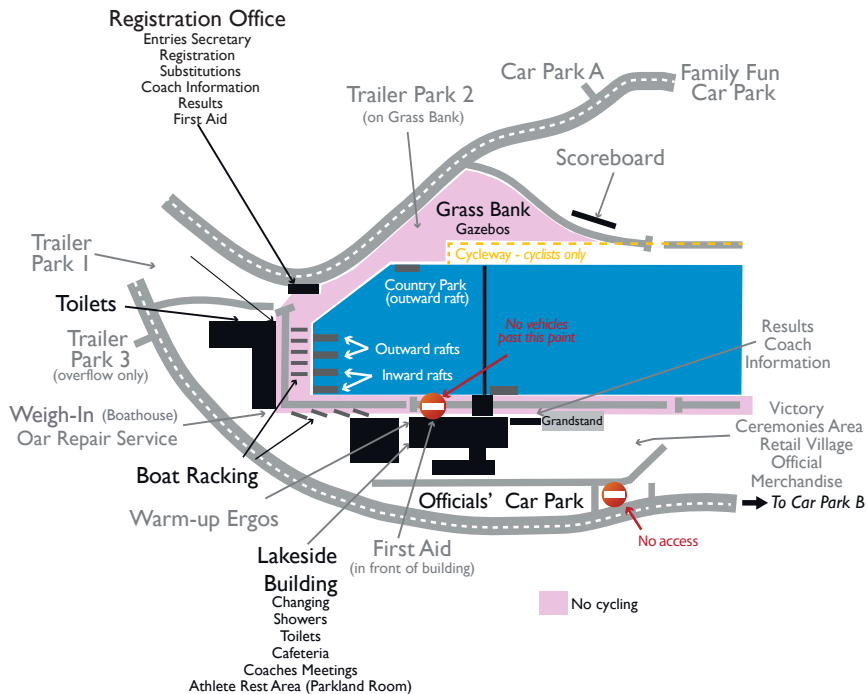 Registration Office
Entries Secretary
Registration
Substitutions
Coach Information
Results
First Aid
Trailer Park 2
(on Grass Bank)
Car Park A
Family Fun
Car Park
Scoreboard
Grass Bank
Gazebos
Cycleway - cyclists only
Trailer
Park 1
Toilets
Trailer
Park 3
(overflow only)
Country Park
(outward raft)
No vehicles
past this point
Outward rafts
Inward rafts
Results
Coach
Information
Weigh-In (Boathouse)
Oar Repair Service
Grandstand
Victory
Ceremonies Area
Retail Village
Official
Merchandise
Boat Racking
Officials' Car Park
To Car Park B
Warm-up Ergos
No access
First Aid
(in front of building)
Lakeside
Building
Changing
Showers
Toilets
Cafeteria
Coaches Meetings
Athlete Rest Area (Parkland Room)
No cycling